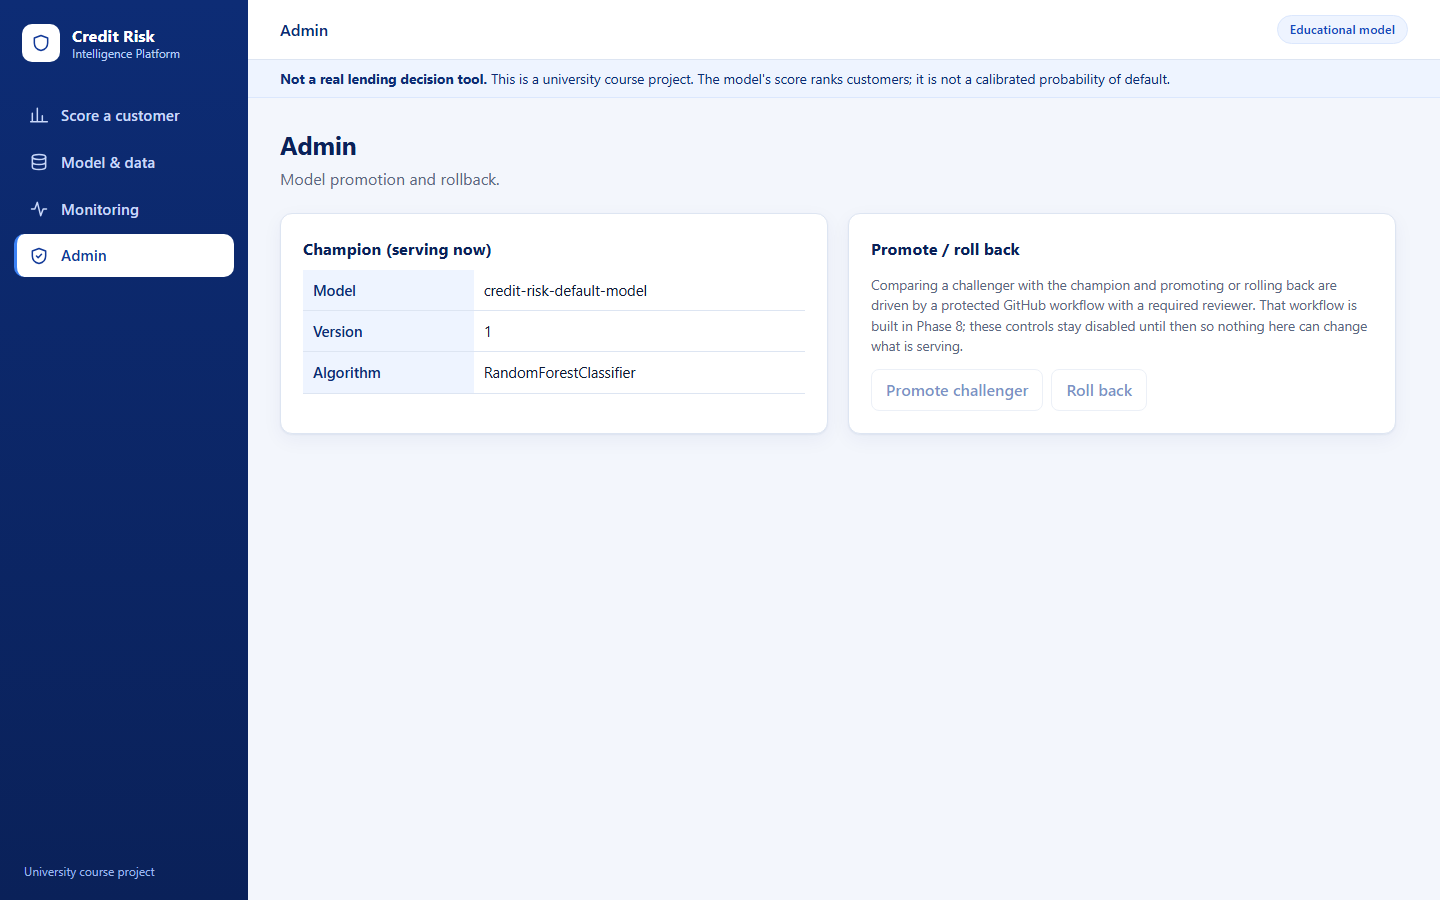 Credit Risk
Intelligence Platform
Score a customer
Model & data
Monitoring
Admin
University course project
Admin
Educational model
Not a real lending decision tool. This is a university course project. The model's score ranks customers; it is not a calibrated probability of default.
Admin
Model promotion and rollback.
Champion (serving now)
Model credit-risk-default-model
Version 1
Algorithm RandomForestClassifier
Promote / roll back
Comparing a challenger with the champion and promoting or rolling back are
driven by a protected GitHub workflow with a required reviewer. That workflow is
built in Phase 8; these controls stay disabled until then so nothing here can change
what is serving.
Promote challenger Roll back